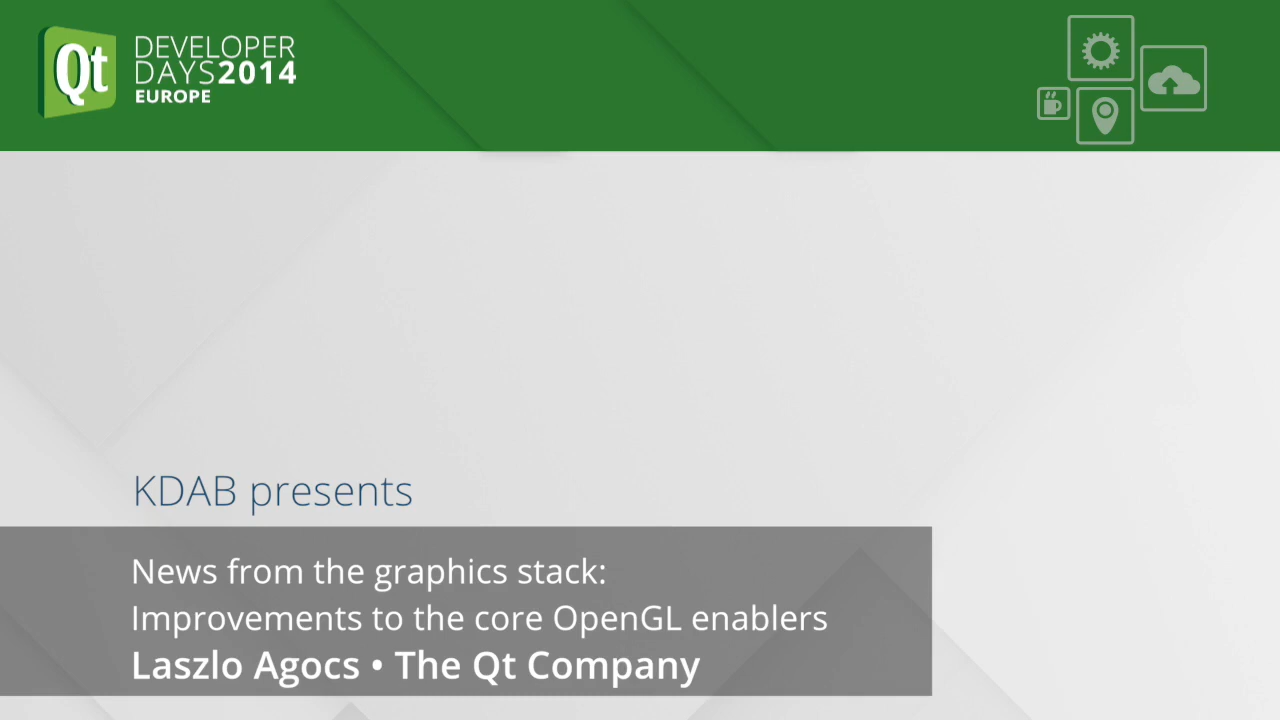 Qt
DEVELOPER
DAYS2014
EUROPE
KDAB presents
News from the graphics stack:
Improvements to the core OpenGL enablers
Laszlo Agocs • The Qt Company